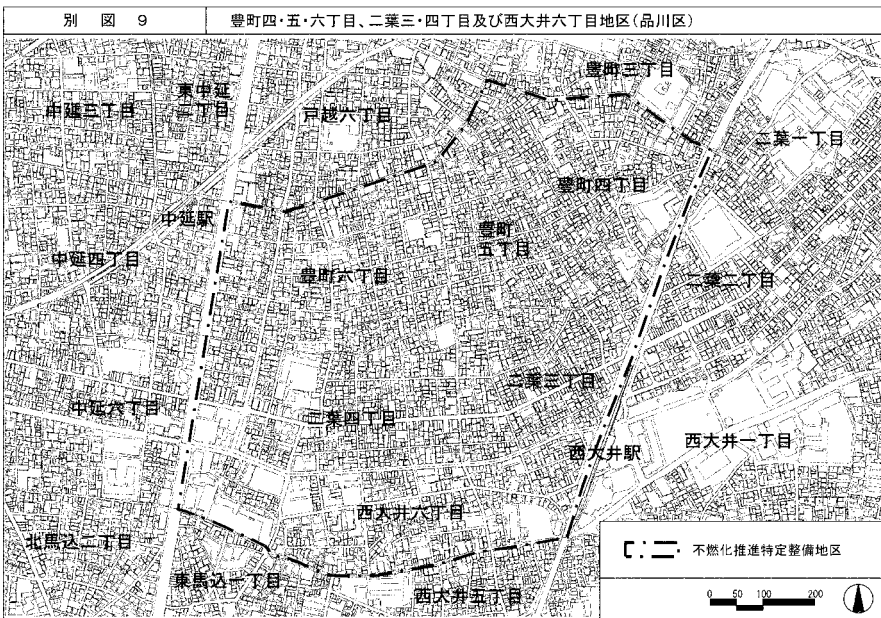 別図9
豊町四・五・六丁目、二葉三・四丁目及び西大井六丁目地区(品川区)
豊町三丁目
東中延
二丁目
中延三丁目
戸越六丁目
二葉一丁目
豊町四丁目
中延駅
豊町
五丁目
中延四丁目
豊町六丁目
二葉二丁目
二葉三丁目
中延六丁目
二葉四丁目
西大井駅
西大井一丁目
西大井六丁目
北馬込二丁目
不燃化推進特定整備地区
東馬込一丁目
西大井五丁目
0 50 100 200